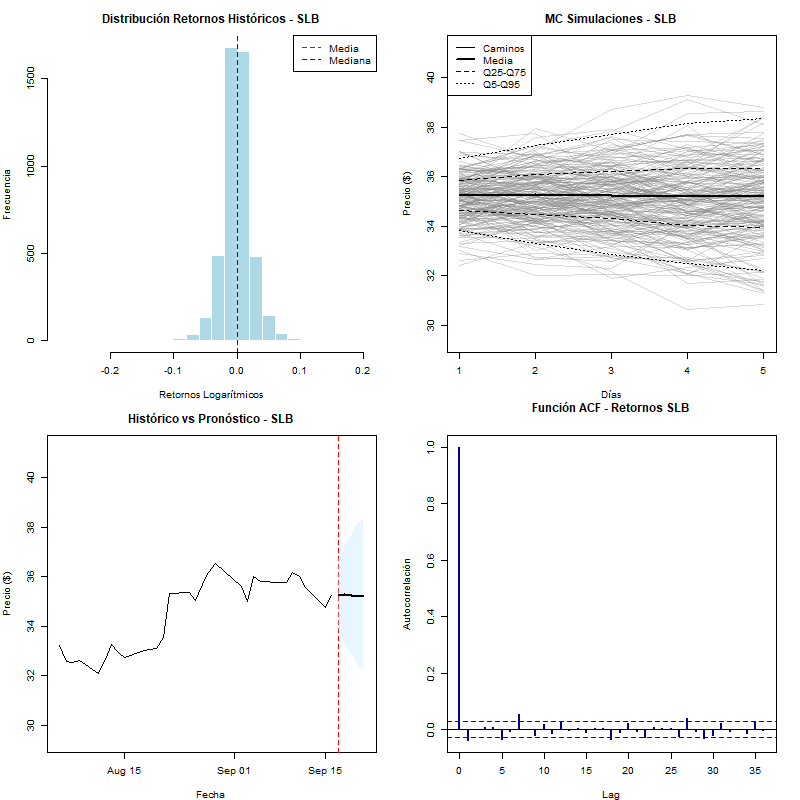 Distribución Retornos Históricos - SLB
Media
Mediana
Frecuencia
1500
1000
500
0
-0.2 -0.1 0.0 0.1 0.2
Retornos Logarítmicos
MC Simulaciones - SLB
Caminos
Media
Q25-Q75
Q5-Q95
Precio ($)
40
38
36
34
32
30
1 2 3 4 5
Días
Histórico vs Pronóstico - SLB
Precio ($)
40
38
36
34
32
30
Aug 15 Sep 01 Sep 15
Fecha
Función ACF - Retornos SLB
Autocorrelación
1.0
0.8
0.6
0.4
0.2
0.0
0 5 10 15 20 25 30 35
Lag